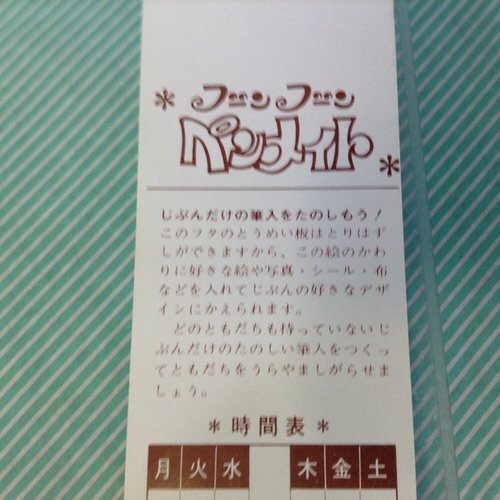 * フーンフーン
ペンメイト *
じぶんだけの筆入をたのしもう!
このフタのとうめい板はとりはず
しができますから、この絵のかわ
りに好きな絵や写真・シール・布
などを入れてじぶんの好きなデザ
インにかえられます。
どのともだちも持っていないじ
ぶんだけのたのしい筆入をつくっ
てともだちをうらやましがらせま
しょう。
*時間表*
月火水 木金土